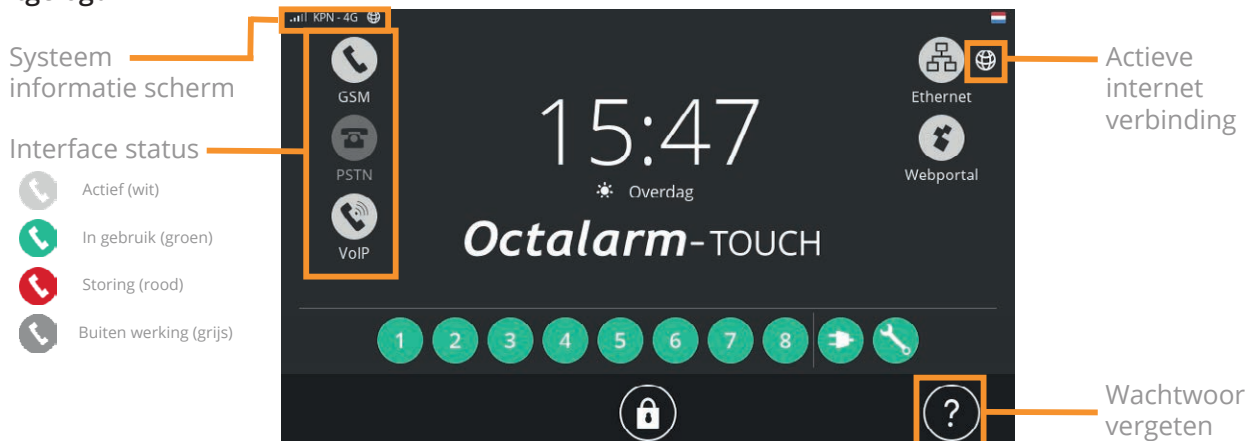 KPN - 4G
Systeem
informatie scherm
Interface status
Actief (wit)
In gebruik (groen)
Storing (rood)
Buiten werking (grijs)
GSM
PSTN
VoIP
15:47
Overdag
Octalarm-TOUCH
Ethernet
Webportal
1 2 3 4 5 6 7 8
?
Actieve
internet
verbinding
Wachtwoor
vergeten